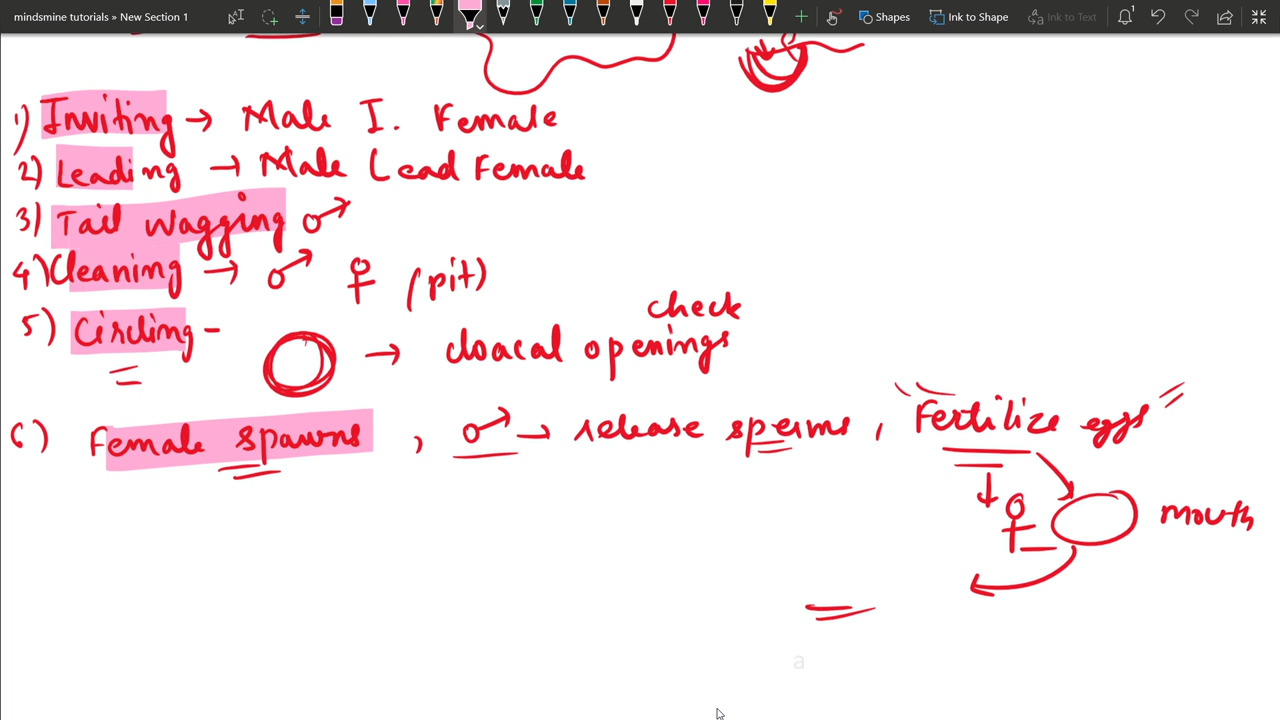 mindsmine tutorials » New Section 1
Shapes
Ink to Shape
Ink to Text
1) Inviting → Male I. Female
2) Leading → Male Lead Female
3) Tail Wagging ♂
4) Cleaning → ♂ ♀ (pit)
5) Circling -
check
→ cloacal openings
6) Female spawns , ♂ → release sperms , "Fertilize eggs"
♀ mouth
a